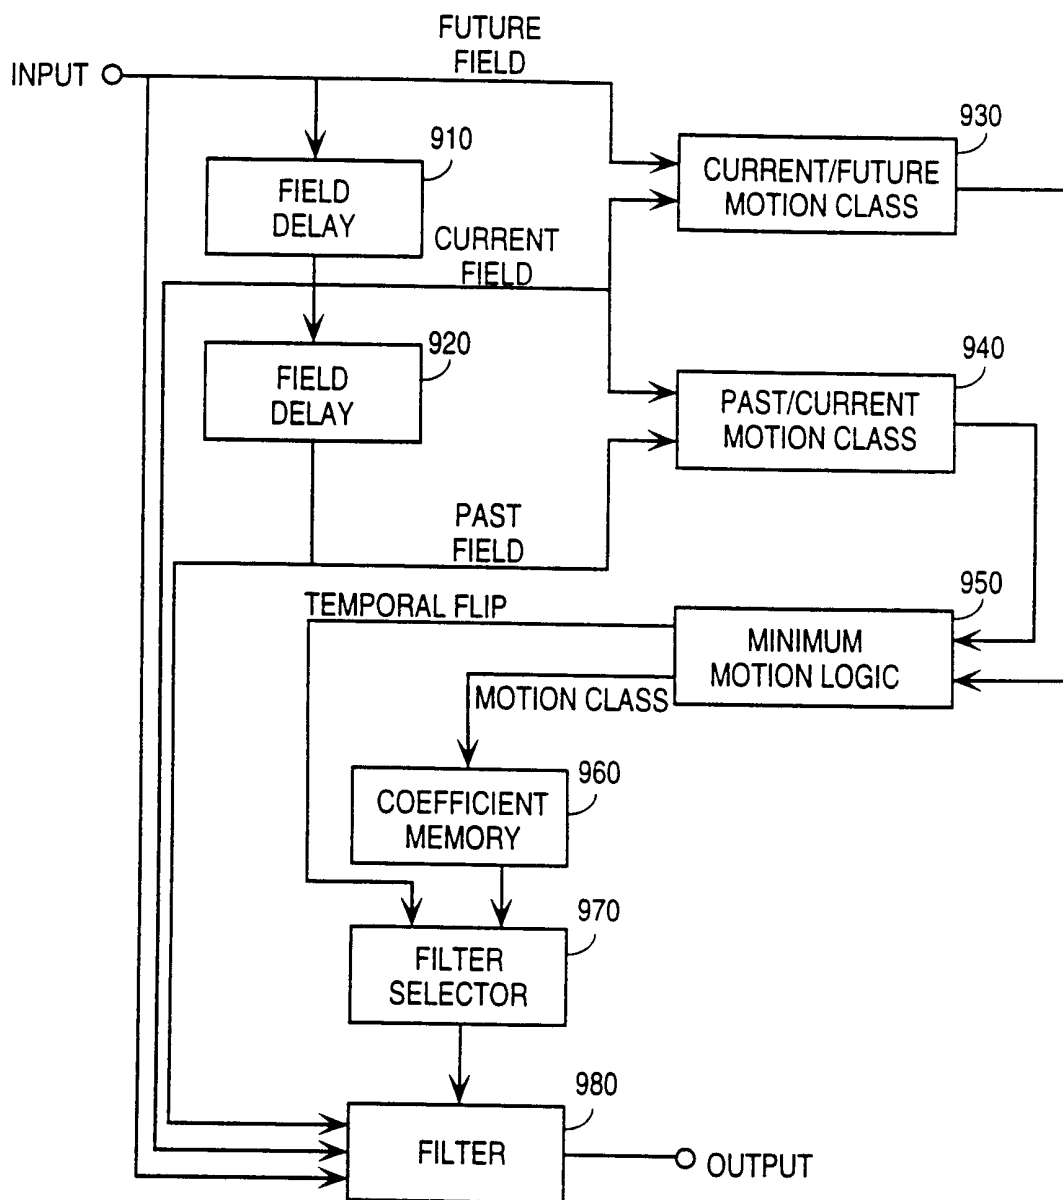 FUTURE
FIELD
INPUT
910
FIELD
DELAY
930
CURRENT/FUTURE
MOTION CLASS
CURRENT
FIELD
920
FIELD
DELAY
940
PAST/CURRENT
MOTION CLASS
PAST
FIELD
TEMPORAL FLIP
950
MINIMUM
MOTION LOGIC
MOTION CLASS
960
COEFFICIENT
MEMORY
970
FILTER
SELECTOR
980
FILTER
OUTPUT